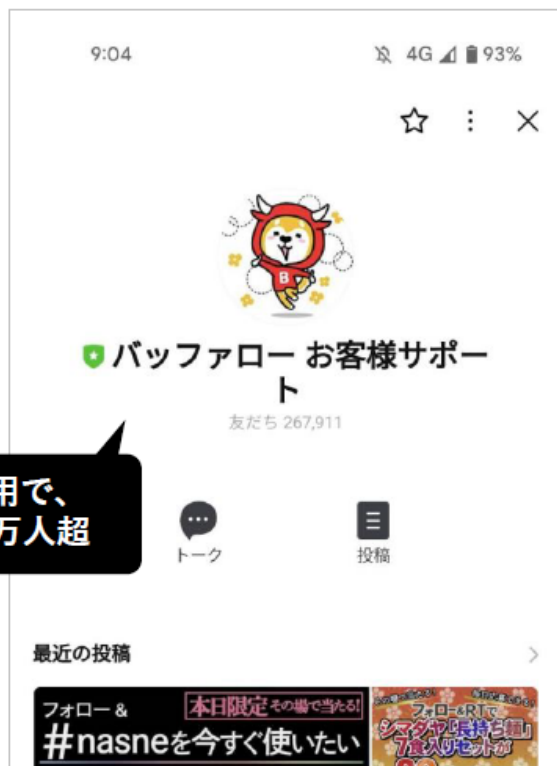 9:04
4G 93%
B
バッファロー お客様サポー
ト
友だち 267,911
用で、
万人超
トーク
投稿
最近の投稿
フォロー &
本日限定 その場で当たる!
#nasneを今すぐ使いたい
フォロー&RTで
シマダヤ「長持ち麺」
7食入りセットが